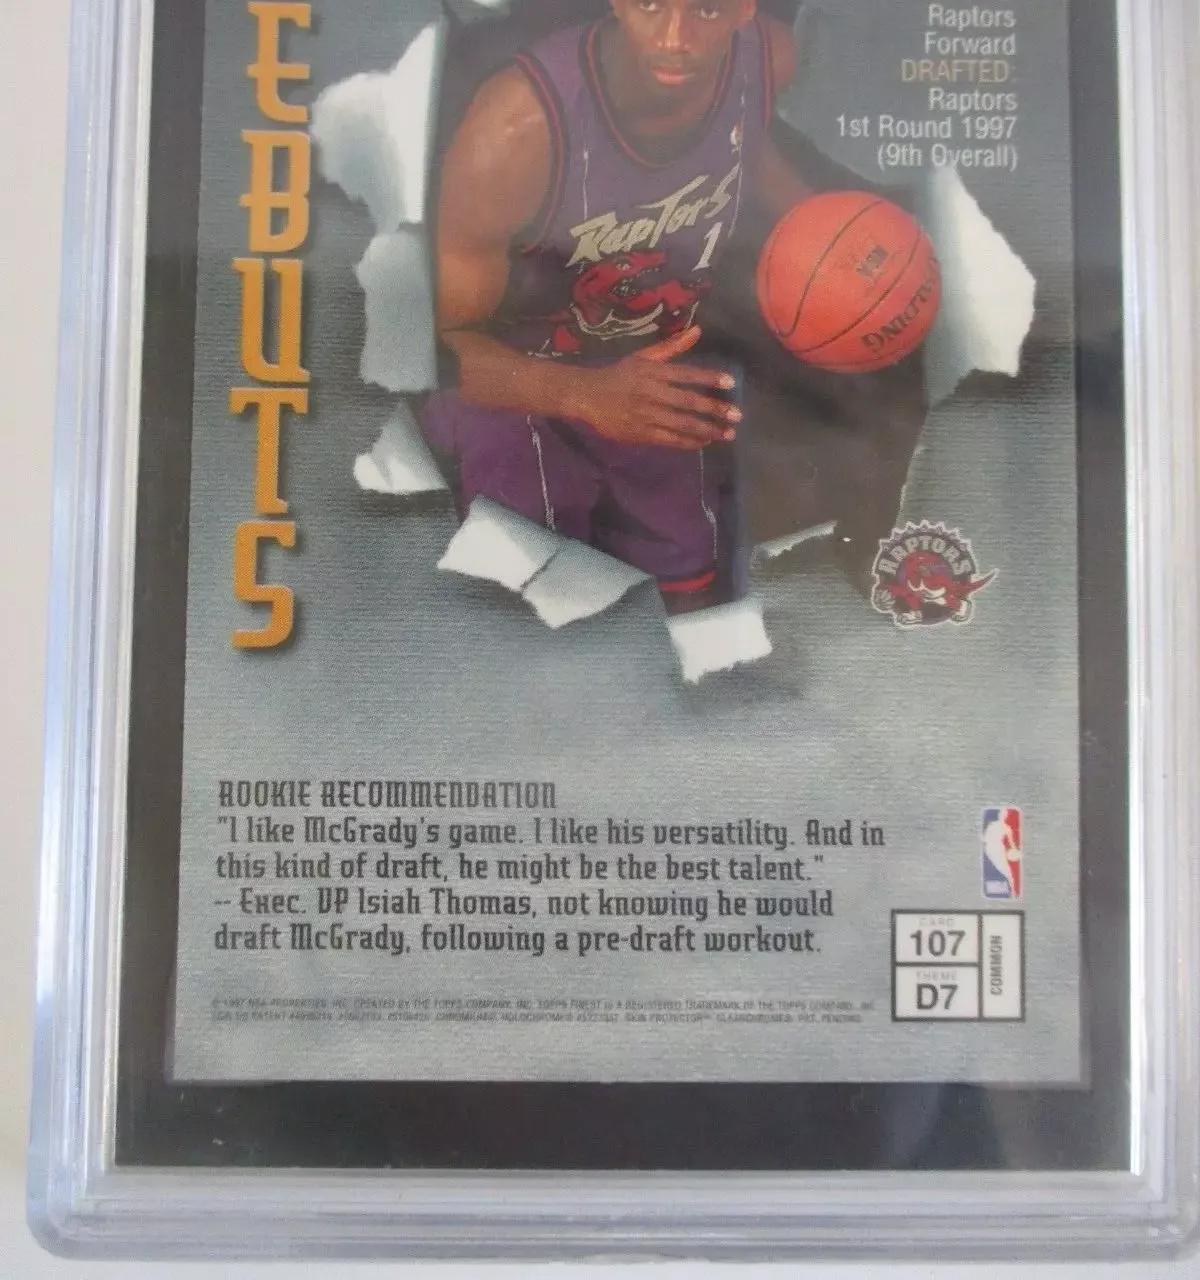 EBUTS
Raptors
Forward
DRAFTED:
Raptors
1st Round 1997
(9th Overall)
RAPTORS
1
SPALDING
RAPTORS
ROOKIE RECOMMENDATION
"I like McGrady's game. I like his versatility. And in
this kind of draft, he might be the best talent."
-- Exec. VP Isiah Thomas, not knowing he would
draft McGrady, following a pre-draft workout.
CARD
107
THEME
D7
COMMON
© 1997 NBA PROPERTIES, INC. CREATED BY THE TOPPS COMPANY, INC. TOPPS FINEST IS A REGISTERED TRADEMARK OF THE TOPPS COMPANY, INC.